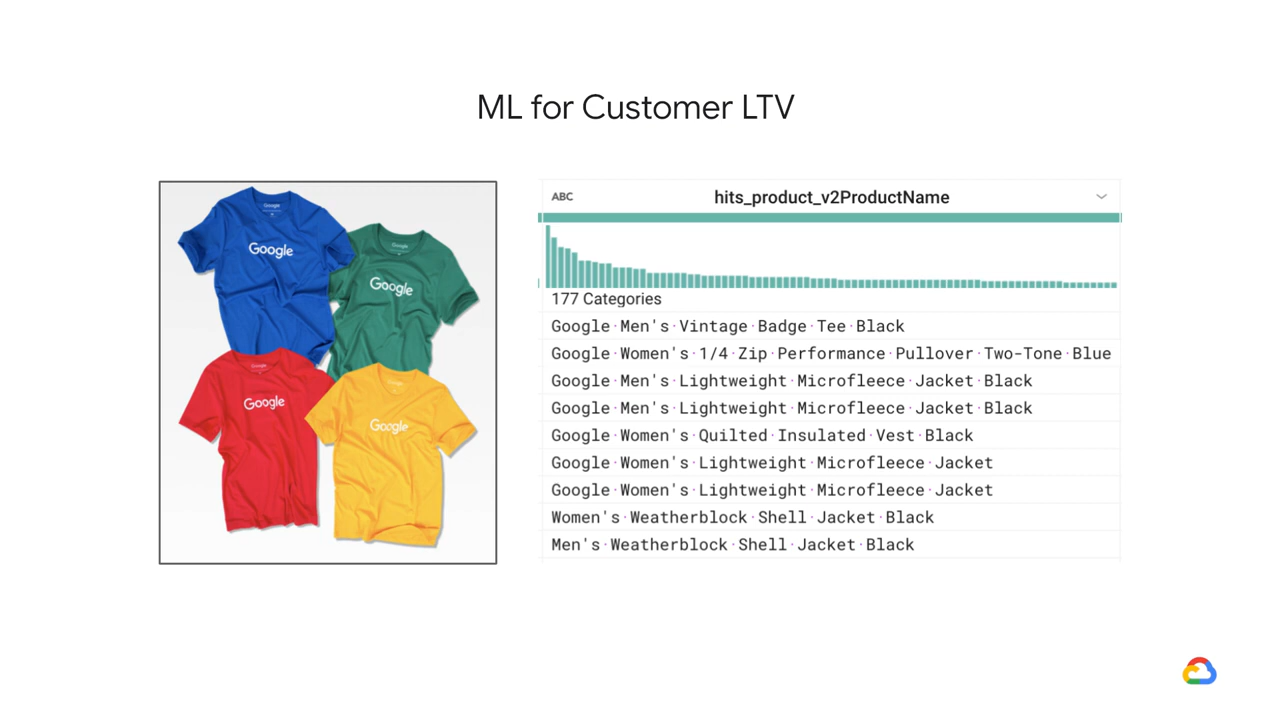 ML for Customer LTV
Google
Google
Google
Google
Google
Google
Google
ABC
hits_product_v2ProductName
177 Categories
Google·Men's·Vintage·Badge·Tee·Black
Google·Women's·1/4·Zip·Performance·Pullover·Two-Tone·Blue
Google·Men's·Lightweight·Microfleece·Jacket·Black
Google·Men's·Lightweight·Microfleece·Jacket·Black
Google·Women's·Quilted·Insulated·Vest·Black
Google·Women's·Lightweight·Microfleece·Jacket
Google·Women's·Lightweight·Microfleece·Jacket
Women's·Weatherblock·Shell·Jacket·Black
Men's·Weatherblock·Shell·Jacket·Black